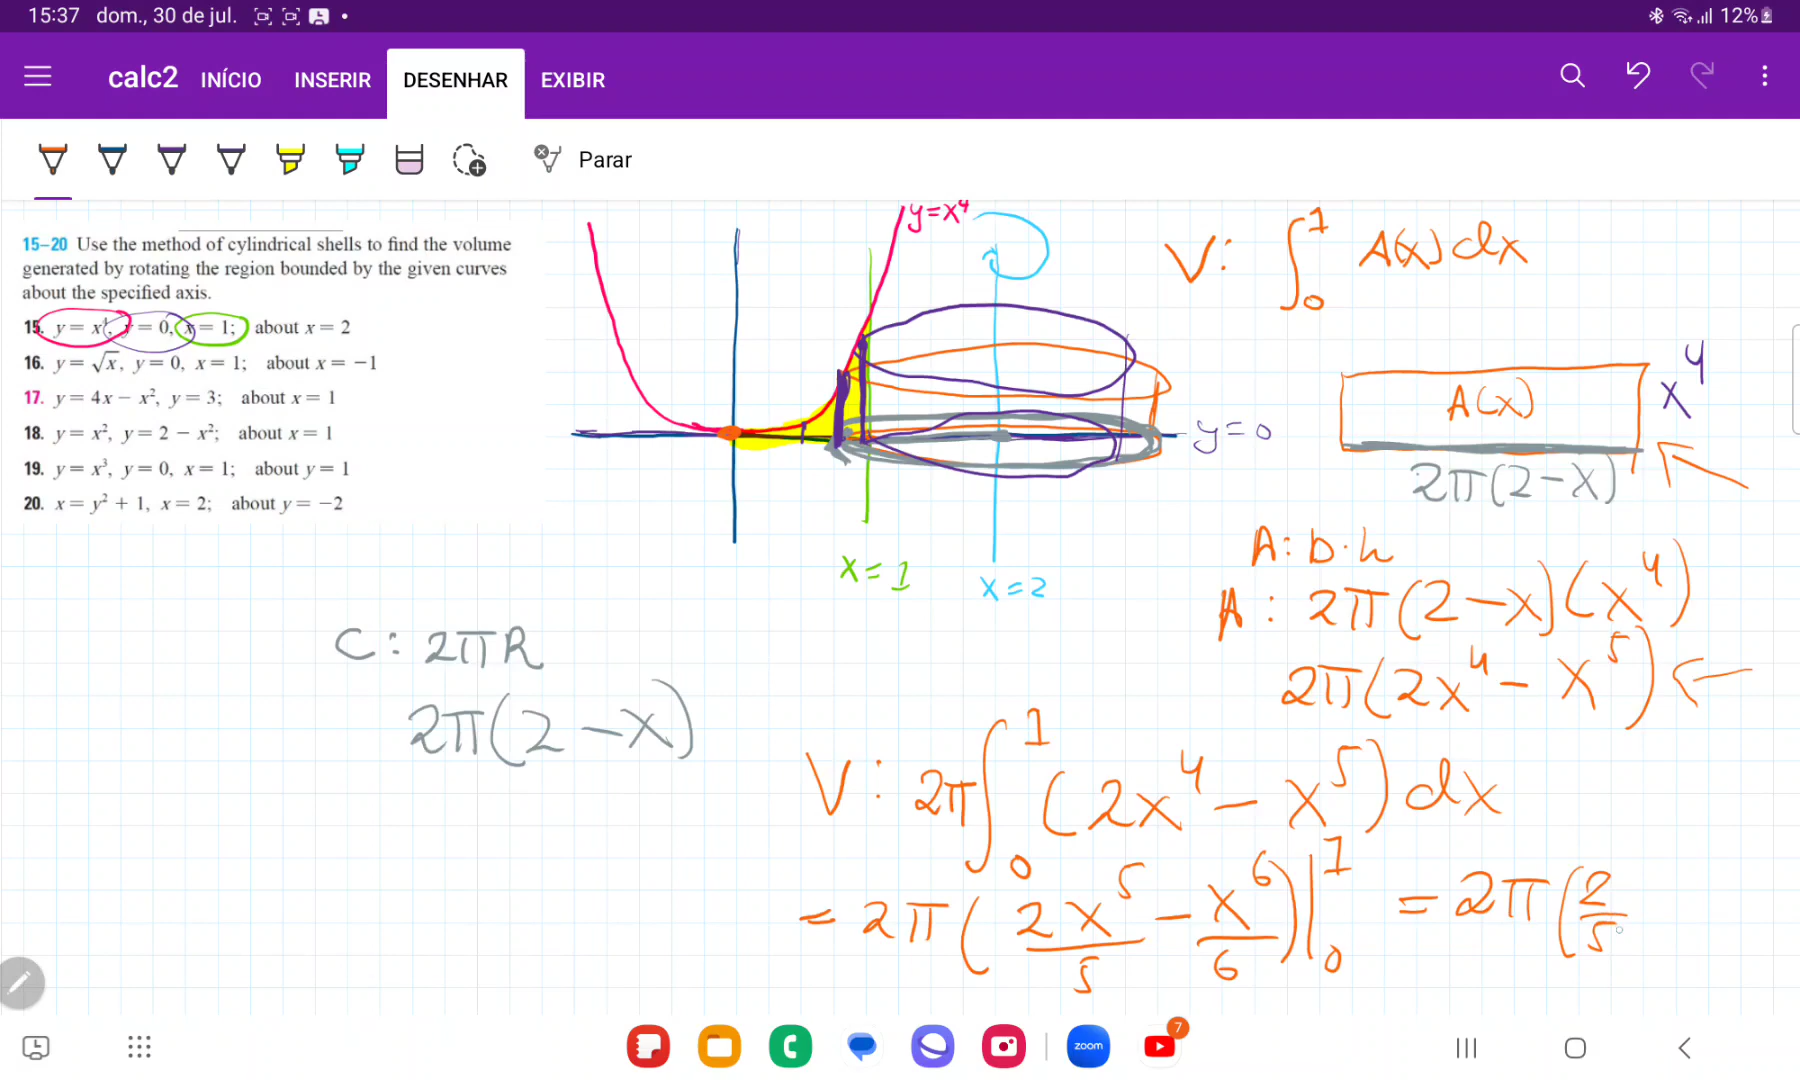 15:37 dom., 30 de jul. 12%
calc2 INÍCIO INSERIR DESENHAR EXIBIR
Parar
15–20 Use the method of cylindrical shells to find the volume
generated by rotating the region bounded by the given curves
about the specified axis.
15. y = x⁴, y = 0, x = 1; about x = 2
16. y = √x, y = 0, x = 1; about x = −1
17. y = 4x − x², y = 3; about x = 1
18. y = x², y = 2 − x²; about x = 1
19. y = x³, y = 0, x = 1; about y = 1
20. x = y² + 1, x = 2; about y = −2
y=x⁴
y=0
x=1
x=2
C: 2πR
2π(2−x)
V: ∫₀¹ A(x)dx
A(x) x⁴
2π(2−x)
A: b·h
A: 2π(2−x)(x⁴)
2π(2x⁴−x⁵)
V: 2π∫₀¹(2x⁴−x⁵)dx
= 2π(2x⁵/5 − x⁶/6)|₀¹ = 2π(2/5
zoom
7